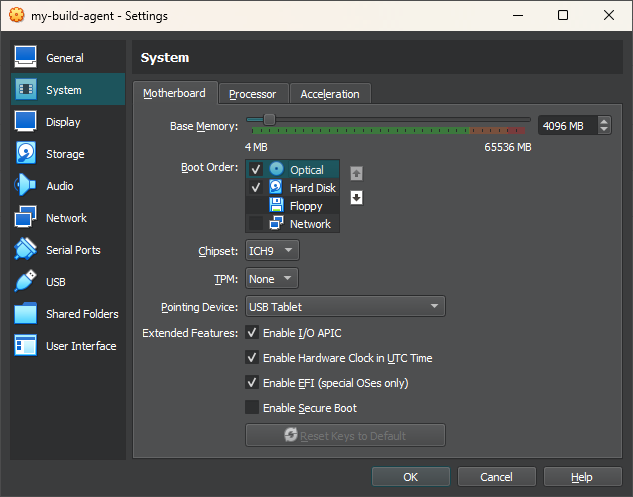 my-build-agent - Settings
General
System
Display
Storage
Audio
Network
Serial Ports
USB
Shared Folders
User Interface
System
Motherboard Processor Acceleration
Base Memory: 4096 MB
4 MB 65536 MB
Boot Order: Optical
Hard Disk
Floppy
Network
Chipset: ICH9
TPM: None
Pointing Device: USB Tablet
Extended Features: Enable I/O APIC
Enable Hardware Clock in UTC Time
Enable EFI (special OSes only)
Enable Secure Boot
Reset Keys to Default
OK Cancel Help